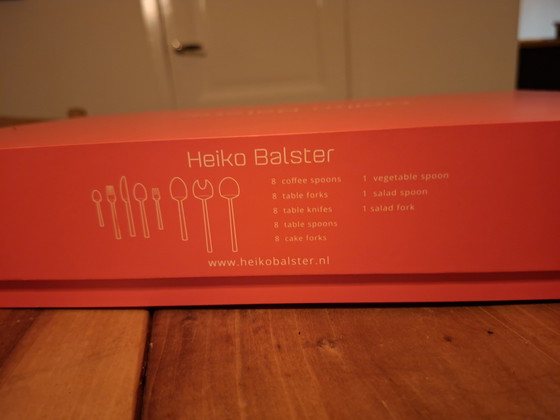 Heiko Balster
8 coffee spoons
8 table forks
8 table knifes
8 table spoons
8 cake forks
1 vegetable spoon
1 salad spoon
1 salad fork
www.heikobalster.nl